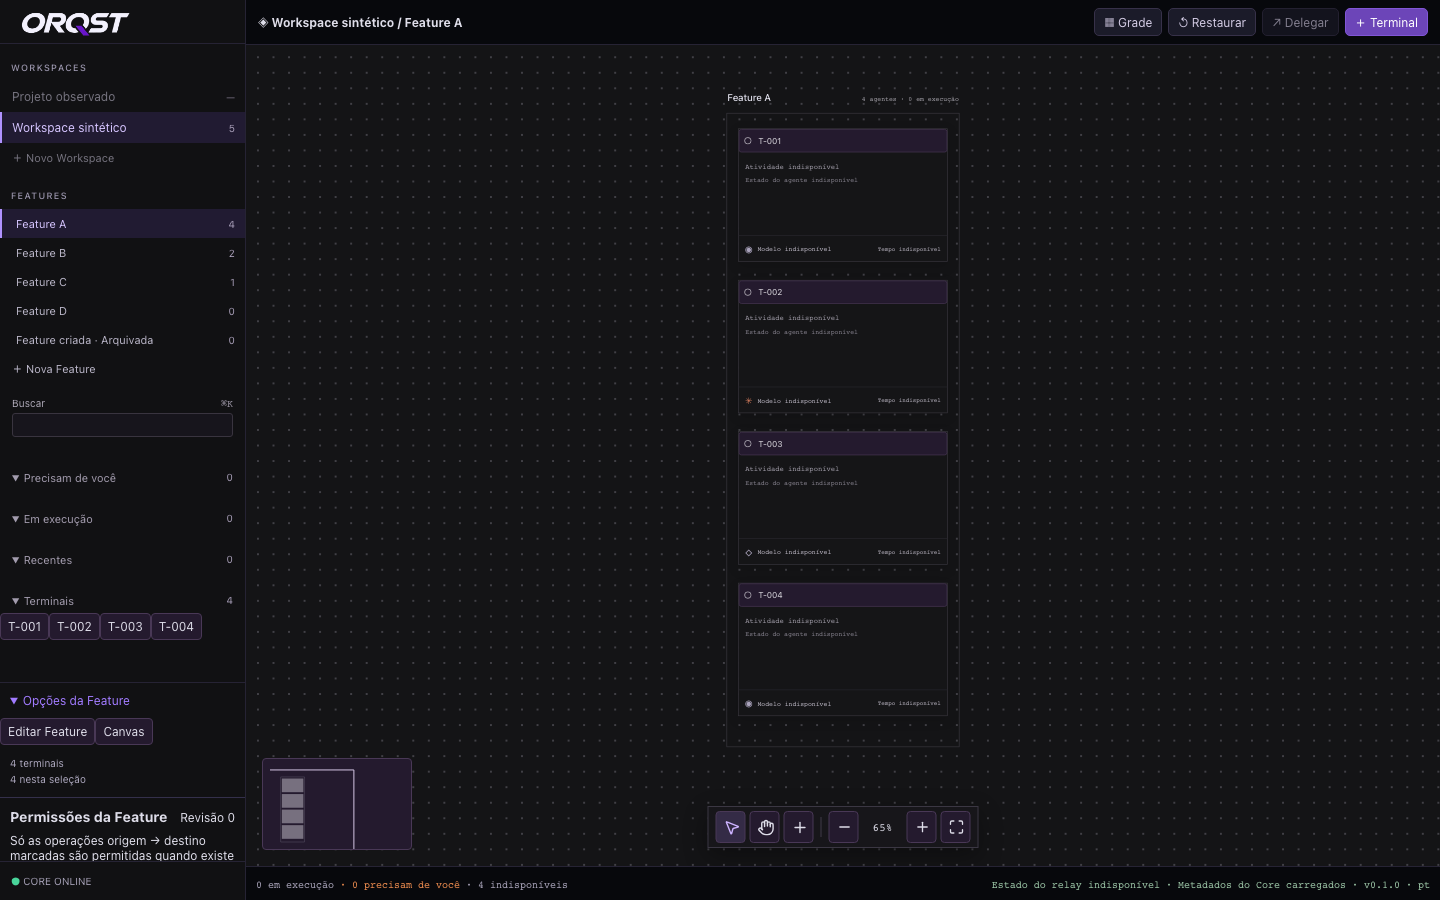 ORQST
◈ Workspace sintético / Feature A
Grade
Restaurar
Delegar
+ Terminal
WORKSPACES
Projeto observado —
Workspace sintético 5
+ Novo Workspace
FEATURES
Feature A 4
Feature B 2
Feature C 1
Feature D 0
Feature criada · Arquivada 0
+ Nova Feature
Buscar ⌘K
▼ Precisam de você 0
▼ Em execução 0
▼ Recentes 0
▼ Terminais 4
T-001 T-002 T-003 T-004
▼ Opções da Feature
Editar Feature Canvas
4 terminais
4 nesta seleção
Permissões da Feature Revisão 0
Só as operações origem → destino
marcadas são permitidas quando existe
CORE ONLINE
Feature A 4 agentes · 0 em execução
T-001
Atividade indisponível
Estado do agente indisponível
Modelo indisponível Tempo indisponível
T-002
Atividade indisponível
Estado do agente indisponível
Modelo indisponível Tempo indisponível
T-003
Atividade indisponível
Estado do agente indisponível
Modelo indisponível Tempo indisponível
T-004
Atividade indisponível
Estado do agente indisponível
Modelo indisponível Tempo indisponível
65%
0 em execução · 0 precisam de você · 4 indisponíveis
Estado do relay indisponível · Metadados do Core carregados · v0.1.0 · pt